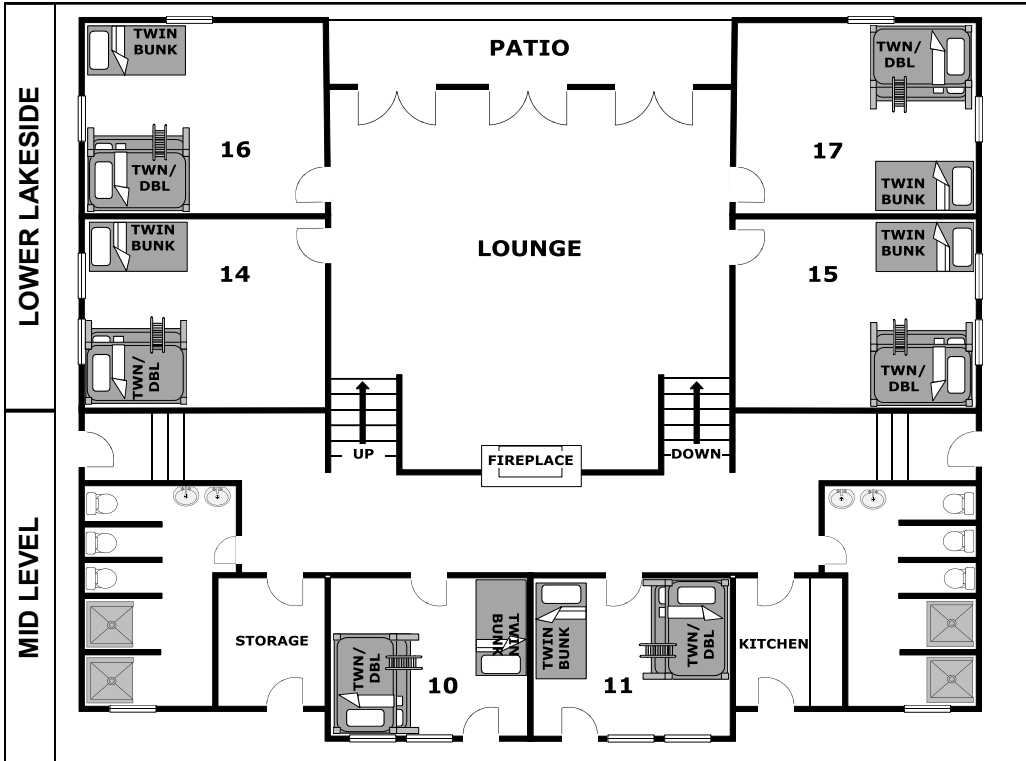 LOWER LAKESIDE
MID LEVEL
PATIO
TWIN
BUNK
TWN/
DBL
16
TWN/
DBL
17
TWIN
BUNK
TWIN
BUNK
14
TWN/
DBL
LOUNGE
TWIN
BUNK
15
TWN/
DBL
UP
FIREPLACE
DOWN
STORAGE
TWN/
DBL
10
TWIN
BUNK
TWIN
BUNK
11
TWN/
DBL
KITCHEN